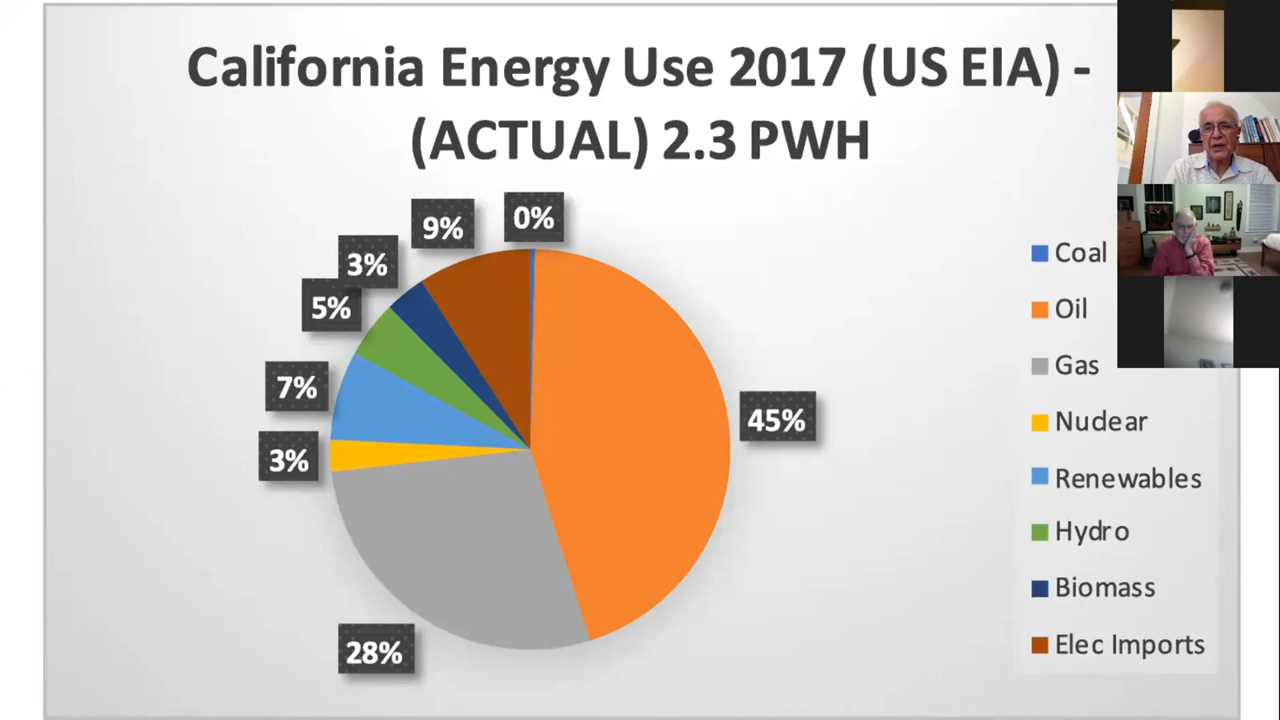 California Energy Use 2017 (US EIA) -
(ACTUAL) 2.3 PWH
0%
9%
3%
5%
7%
3%
45%
28%
Coal
Oil
Gas
Nudear
Renewables
Hydro
Biomass
Elec Imports